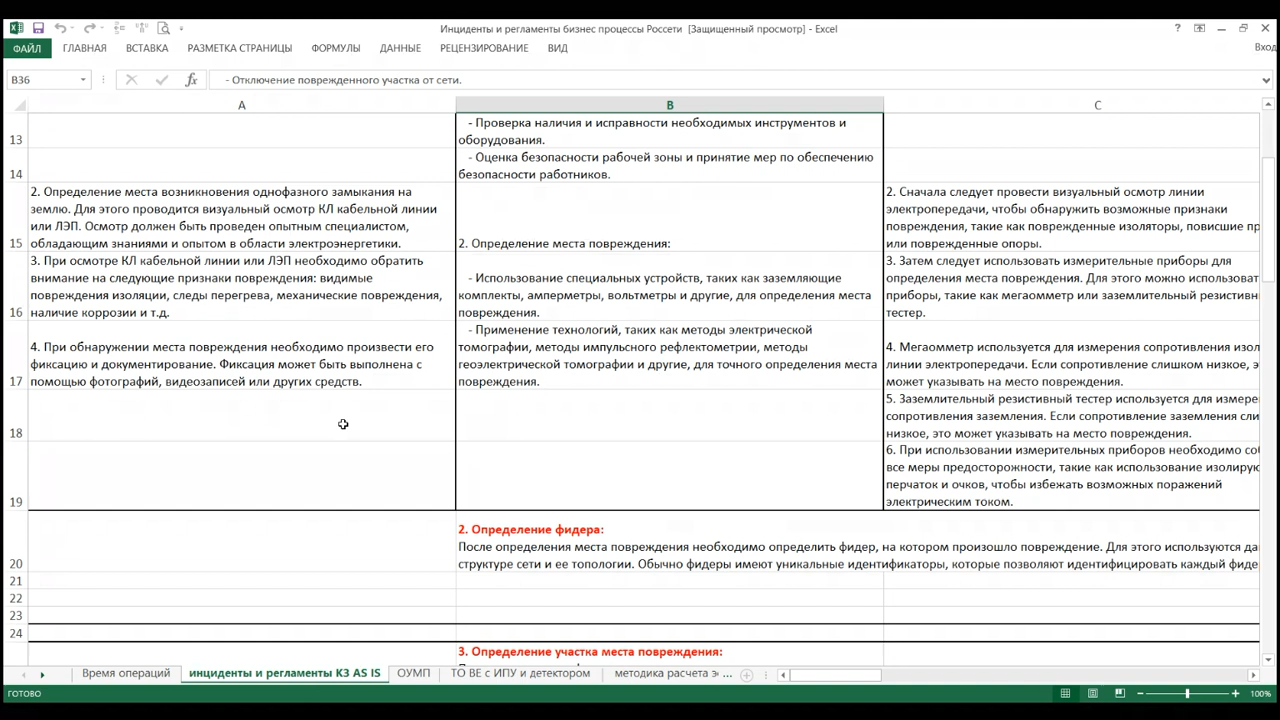 Инциденты и регламенты бизнес процессы Россети [Защищенный просмотр] - Excel
ФАЙЛ ГЛАВНАЯ ВСТАВКА РАЗМЕТКА СТРАНИЦЫ ФОРМУЛЫ ДАННЫЕ РЕЦЕНЗИРОВАНИЕ ВИД Вход
B36 fx - Отключение поврежденного участка от сети.
A B C
- Проверка наличия и исправности необходимых инструментов и
13 оборудования.
- Оценка безопасности рабочей зоны и принятие мер по обеспечению
14 безопасности работников.
2. Определение места возникновения однофазного замыкания на
землю. Для этого проводится визуальный осмотр КЛ кабельной линии
или ЛЭП. Осмотр должен быть проведен опытным специалистом,
15 обладающим знаниями и опытом в области электроэнергетики.
2. Определение места повреждения:
2. Сначала следует провести визуальный осмотр линии
электропередачи, чтобы обнаружить возможные признаки
повреждения, такие как поврежденные изоляторы, повисшие пр
или поврежденные опоры.
3. При осмотре КЛ кабельной линии или ЛЭП необходимо обратить
внимание на следующие признаки повреждения: видимые
повреждения изоляции, следы перегрева, механические повреждения,
16 наличие коррозии и т.д.
- Использование специальных устройств, таких как заземляющие
комплекты, амперметры, вольтметры и другие, для определения места
повреждения.
3. Затем следует использовать измерительные приборы для
определения места повреждения. Для этого можно использоват
приборы, такие как мегаомметр или заземлительный резистивн
тестер.
4. При обнаружении места повреждения необходимо произвести его
фиксацию и документирование. Фиксация может быть выполнена с
17 помощью фотографий, видеозаписей или других средств.
- Применение технологий, таких как методы электрической
томографии, методы импульсного рефлектометрии, методы
геоэлектрической томографии и другие, для точного определения места
повреждения.
4. Мегаомметр используется для измерения сопротивления изол
линии электропередачи. Если сопротивление слишком низкое, э
может указывать на место повреждения.
5. Заземлительный резистивный тестер используется для измере
сопротивления заземления. Если сопротивление заземления сли
18 низкое, это может указывать на место повреждения.
6. При использовании измерительных приборов необходимо со
все меры предосторожности, такие как использование изолирую
перчаток и очков, чтобы избежать возможных поражений
19 электрическим током.
2. Определение фидера:
После определения места повреждения необходимо определить фидер, на котором произошло повреждение. Для этого используются да
20 структуре сети и ее топологии. Обычно фидеры имеют уникальные идентификаторы, которые позволяют идентифицировать каждый фиде
21
22
23
24
3. Определение участка места повреждения:
Время операций инциденты и регламенты КЗ AS IS ОУМП ТО ВЕ с ИПУ и детектором методика расчета э ...
ГОТОВО 100%